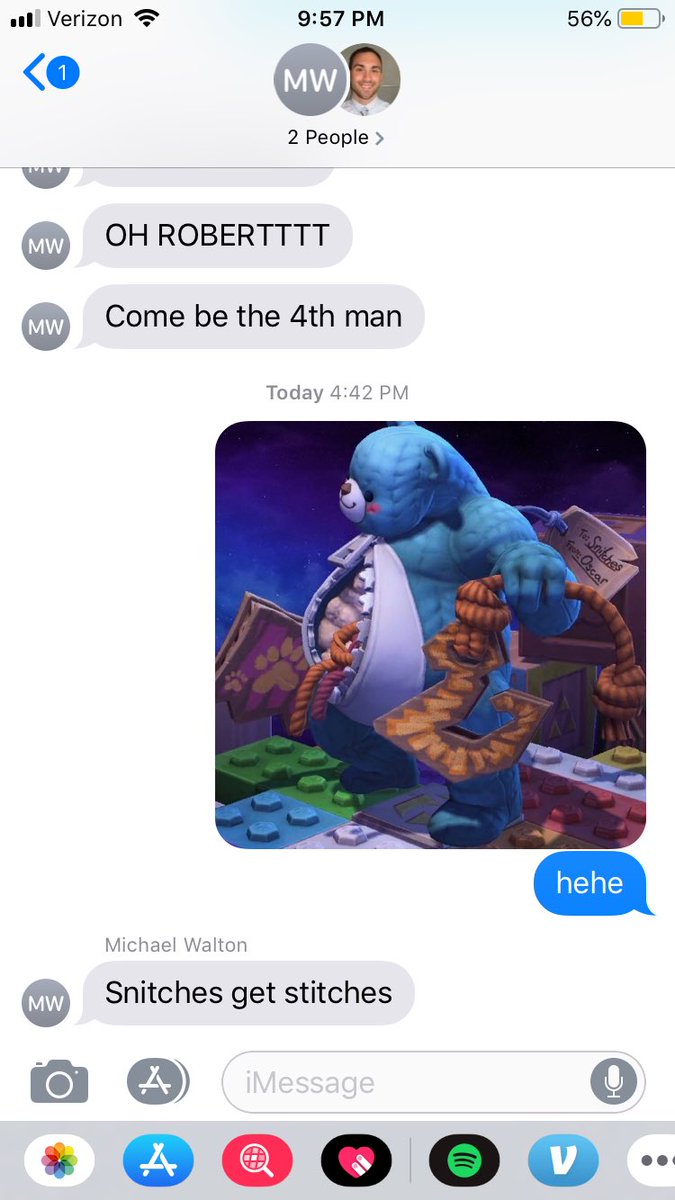 Verizon 9:57 PM 56%
1
MW
2 People
MW
MW
OH ROBERTTTT
MW
Come be the 4th man
Today 4:42 PM
To: Snitches
From: Oscar
hehe
Michael Walton
MW
Snitches get stitches
iMessage